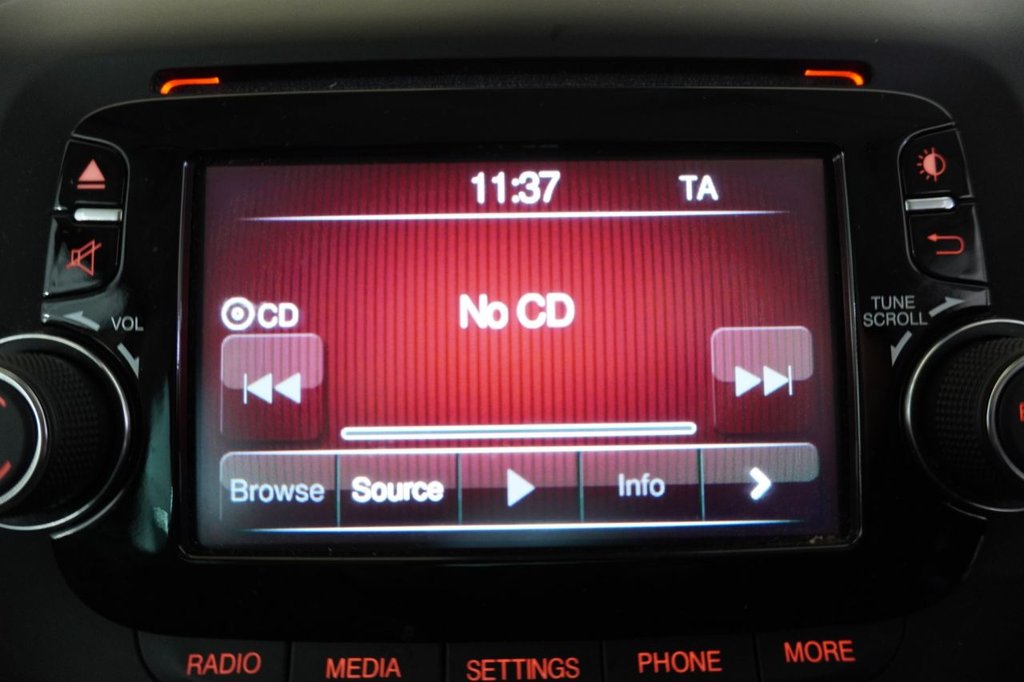 11:37 TA
VOL
TUNE
SCROLL
CD
No CD
Browse Source Info
RADIO MEDIA SETTINGS PHONE MORE